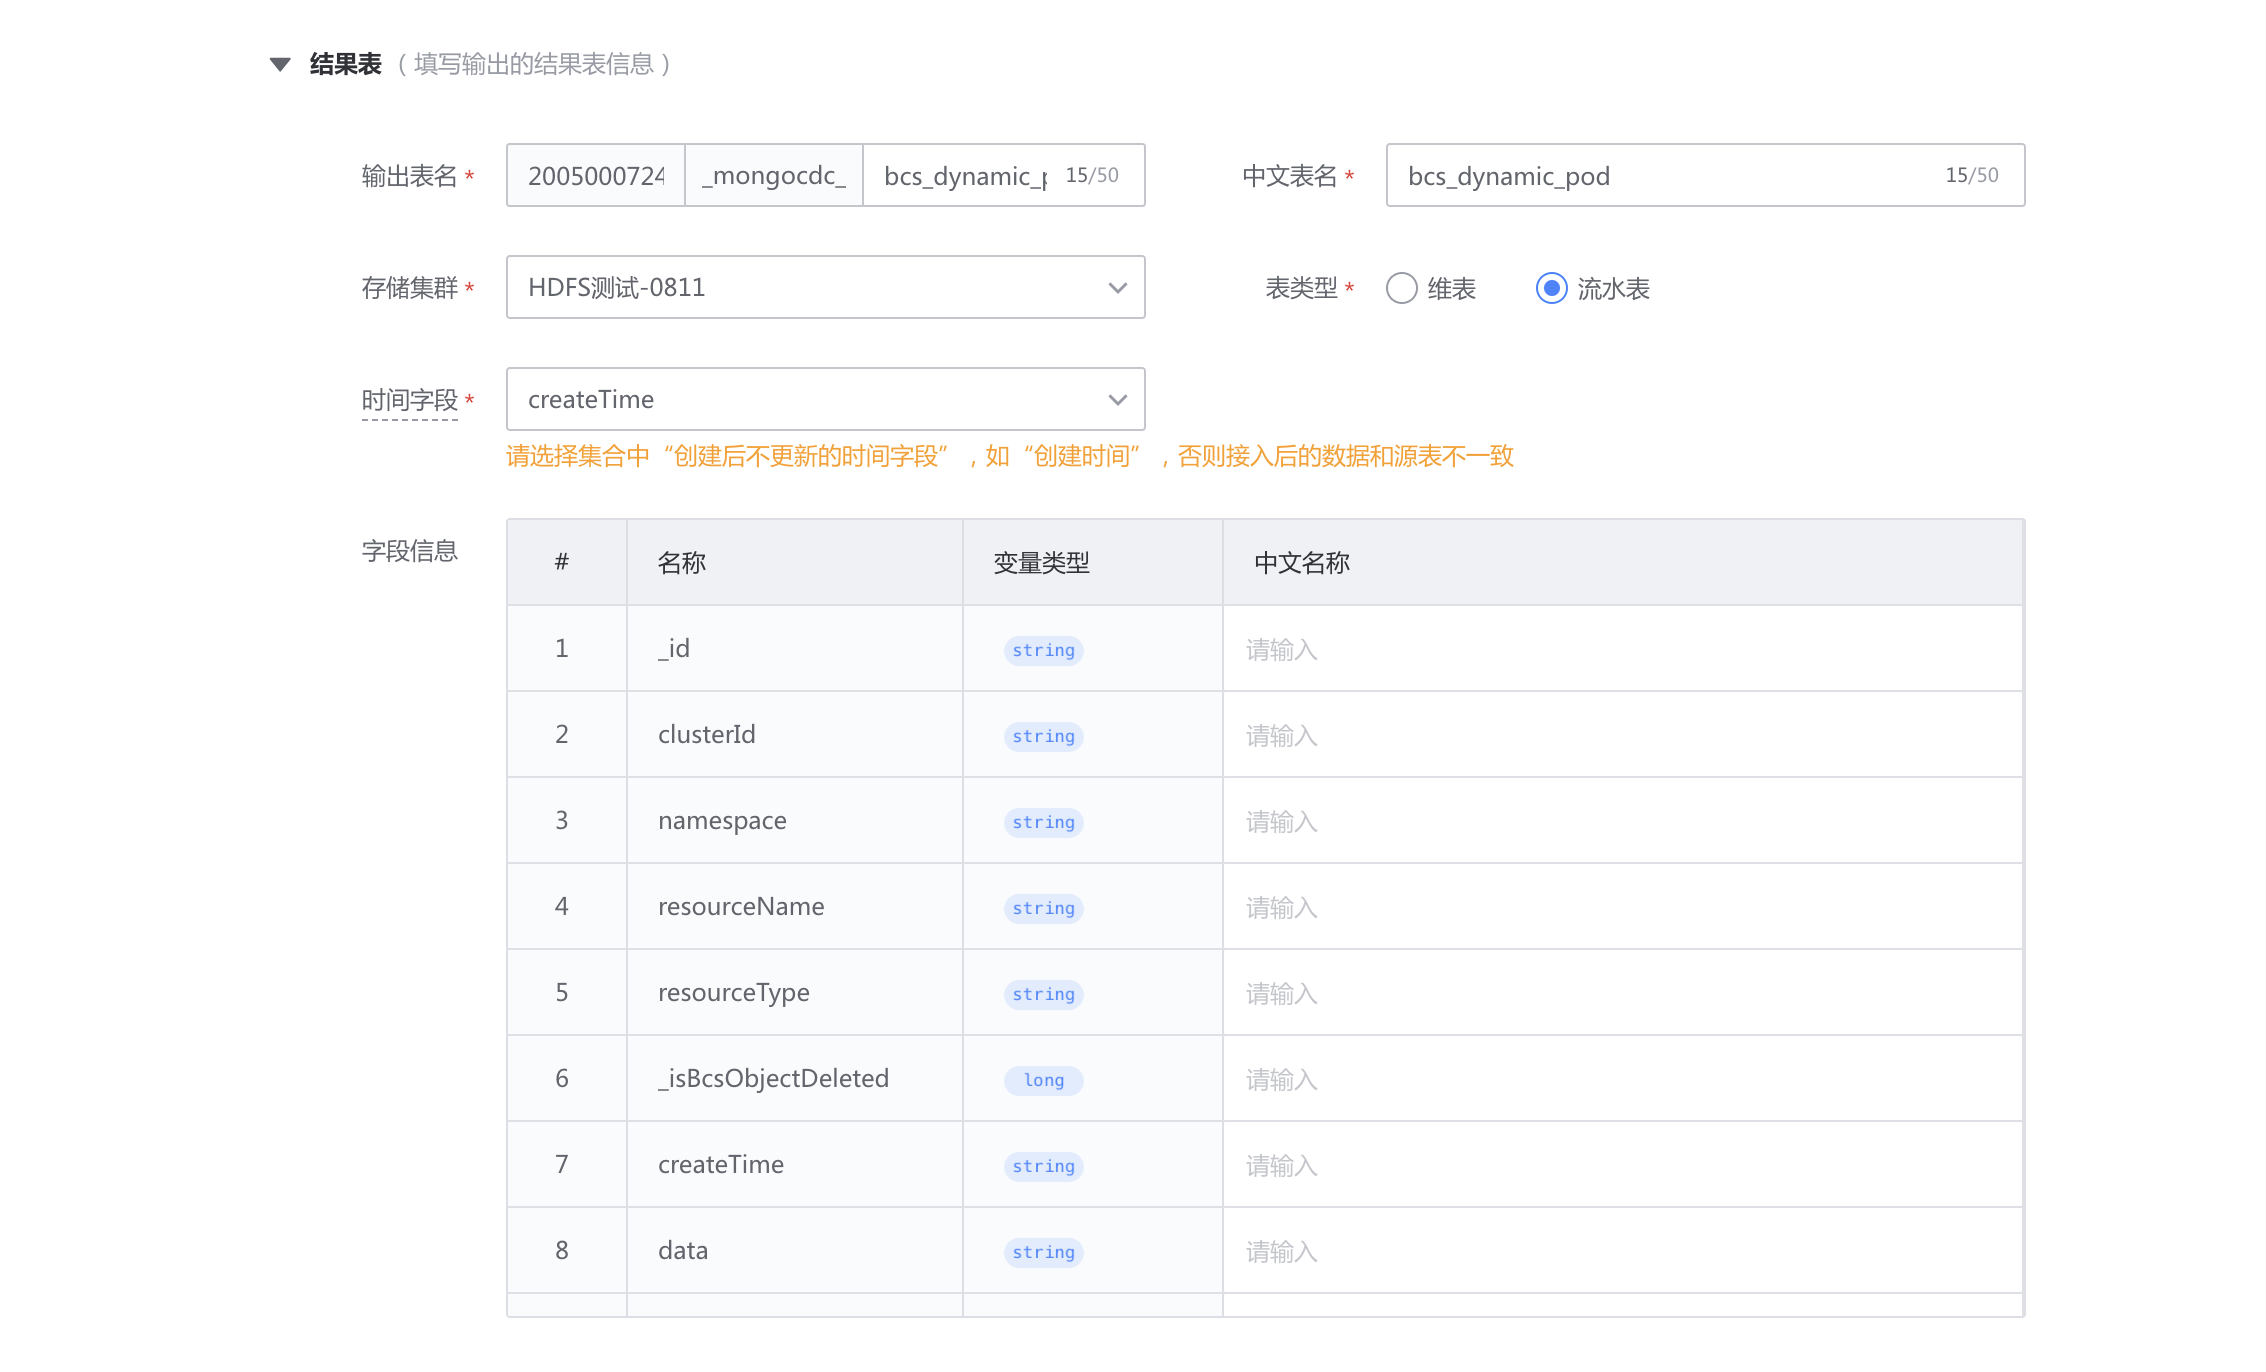 结果表 （填写输出的结果表信息）
输出表名 * 2005000724 _mongocdc_ bcs_dynamic_p 15/50 中文表名 * bcs_dynamic_pod 15/50
存储集群 * HDFS测试-0811 表类型 * 维表 流水表
时间字段 * createTime
请选择集合中“创建后不更新的时间字段”，如“创建时间”，否则接入后的数据和源表不一致
字段信息 # 名称 变量类型 中文名称
1 _id string 请输入
2 clusterId string 请输入
3 namespace string 请输入
4 resourceName string 请输入
5 resourceType string 请输入
6 _isBcsObjectDeleted long 请输入
7 createTime string 请输入
8 data string 请输入